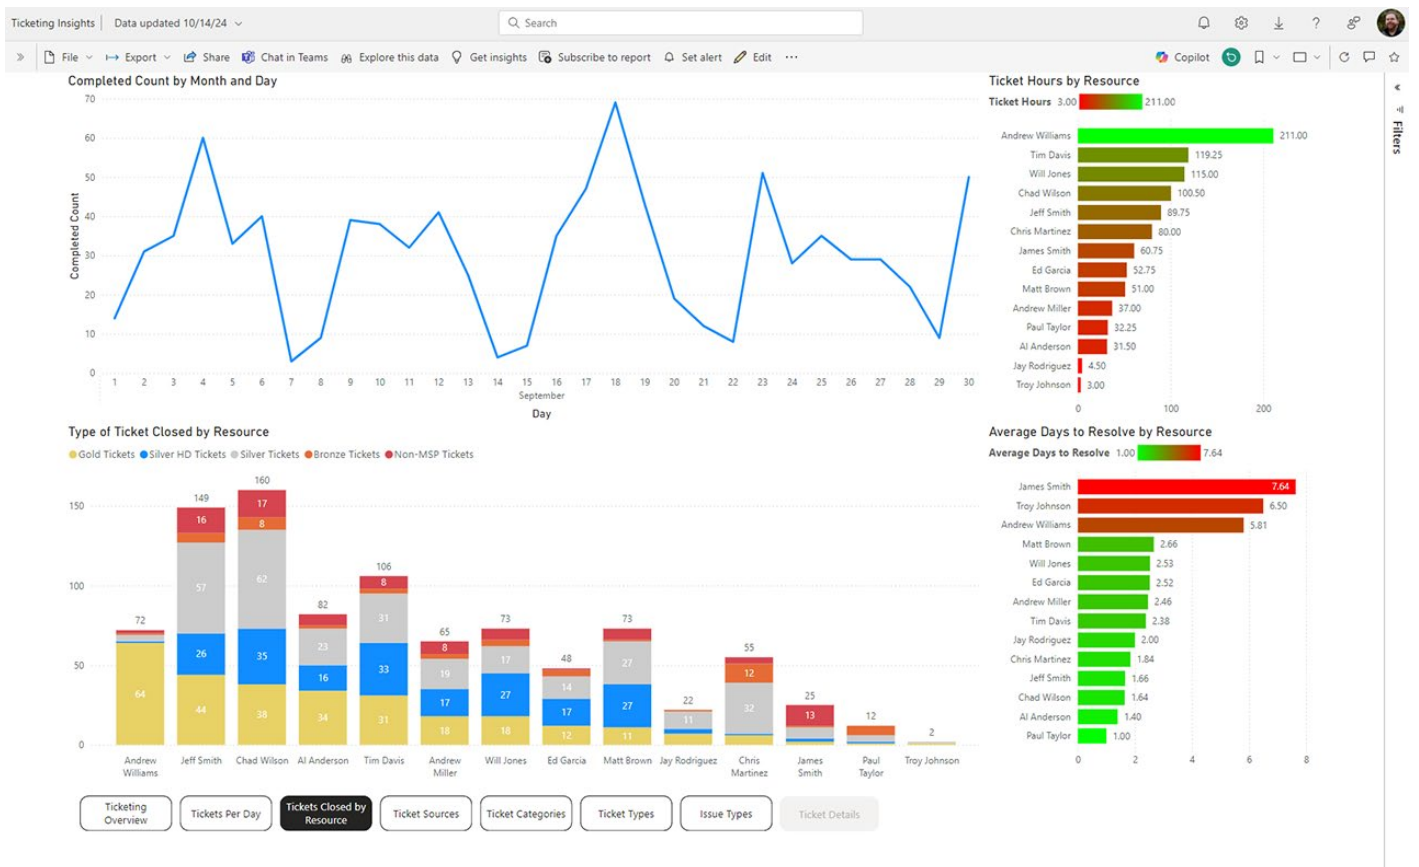 Ticketing Insights | Data updated 10/14/24
Search
File Export Share Chat in Teams Explore this data Get insights Subscribe to report Set alert Edit ...
Copilot
Filters
Completed Count by Month and Day
Completed Count
70
60
50
40
30
20
10
0
1 2 3 4 5 6 7 8 9 10 11 12 13 14 15 16 17 18 19 20 21 22 23 24 25 26 27 28 29 30
September
Day
Ticket Hours by Resource
Ticket Hours 3.00 211.00
Andrew Williams 211.00
Tim Davis 119.25
Will Jones 115.00
Chad Wilson 100.50
Jeff Smith 89.75
Chris Martinez 80.00
James Smith 60.75
Ed Garcia 52.75
Matt Brown 51.00
Andrew Miller 37.00
Paul Taylor 32.25
Al Anderson 31.50
Jay Rodriguez 4.50
Troy Johnson 3.00
0 100 200
Type of Ticket Closed by Resource
Gold Tickets Silver HD Tickets Silver Tickets Bronze Tickets Non-MSP Tickets
150
100
50
0
72
64
149
16
57
26
44
160
17
8
62
35
38
82
23
16
34
106
8
31
33
31
65
8
19
17
18
73
17
27
18
48
14
17
12
73
27
27
11
22
11
55
12
32
25
13
12
2
Andrew Williams
Jeff Smith
Chad Wilson
Al Anderson
Tim Davis
Andrew Miller
Will Jones
Ed Garcia
Matt Brown
Jay Rodriguez
Chris Martinez
James Smith
Paul Taylor
Troy Johnson
Average Days to Resolve by Resource
Average Days to Resolve 1.00 7.64
James Smith 7.64
Troy Johnson 6.50
Andrew Williams 5.81
Matt Brown 2.66
Will Jones 2.53
Ed Garcia 2.52
Andrew Miller 2.46
Tim Davis 2.38
Jay Rodriguez 2.00
Chris Martinez 1.84
Jeff Smith 1.66
Chad Wilson 1.64
Al Anderson 1.40
Paul Taylor 1.00
0 2 4 6 8
Ticketing Overview
Tickets Per Day
Tickets Closed by Resource
Ticket Sources
Ticket Categories
Ticket Types
Issue Types
Ticket Details